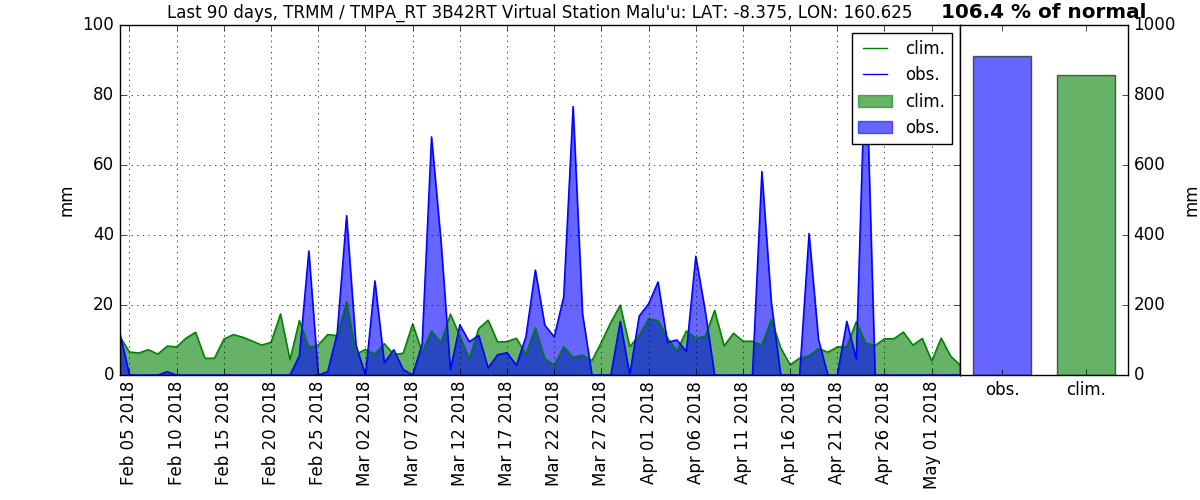 Last 90 days, TRMM / TMPA_RT 3B42RT Virtual Station Malu'u: LAT: -8.375, LON: 160.625
106.4 % of normal
100
80
60
40
20
0
mm
clim.
obs.
clim.
obs.
Feb 05 2018
Feb 10 2018
Feb 15 2018
Feb 20 2018
Feb 25 2018
Mar 02 2018
Mar 07 2018
Mar 12 2018
Mar 17 2018
Mar 22 2018
Mar 27 2018
Apr 01 2018
Apr 06 2018
Apr 11 2018
Apr 16 2018
Apr 21 2018
Apr 26 2018
May 01 2018
1000
800
600
400
200
0
mm
obs.
clim.